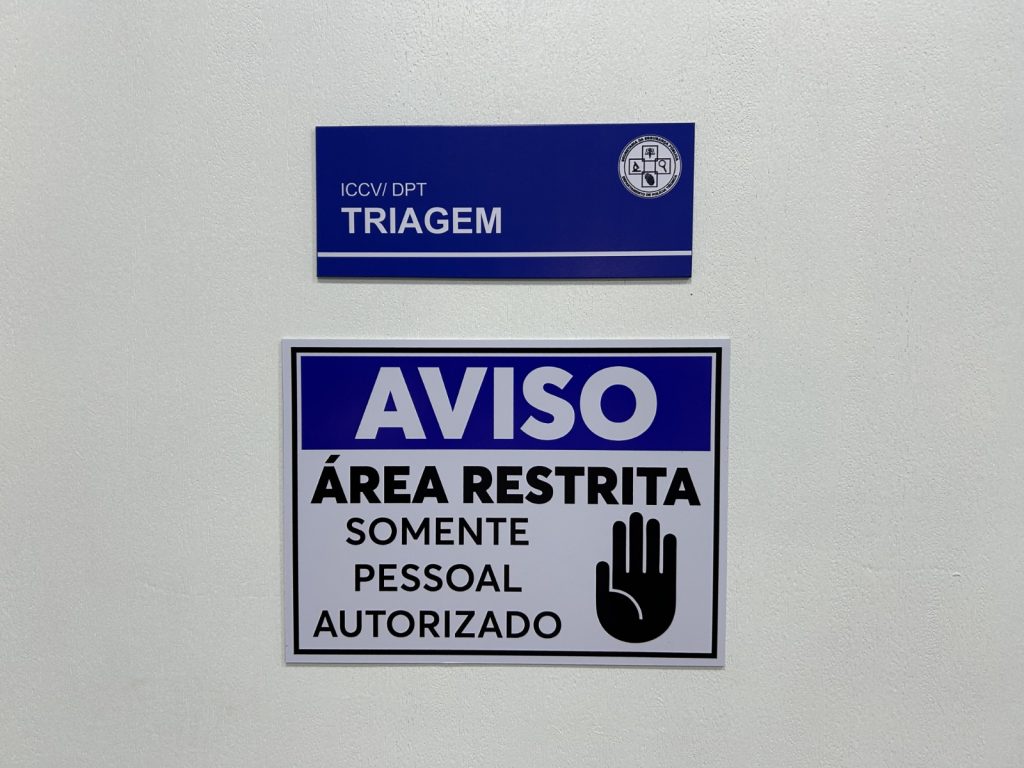 ICCV/ DPT
TRIAGEM
AVISO
ÁREA RESTRITA
SOMENTE
PESSOAL
AUTORIZADO